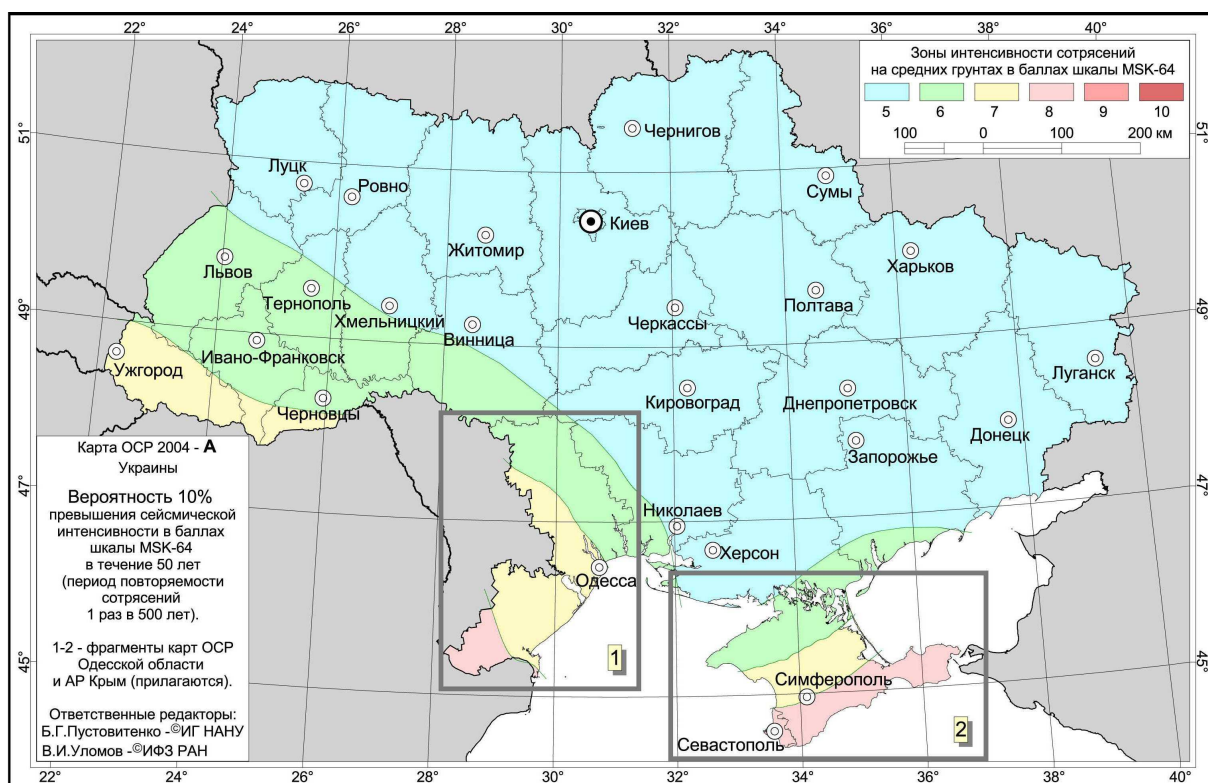 22° 24° 26° 28° 30° 32° 34° 36° 38° 40°
Зоны интенсивности сотрясений
на средних грунтах в баллах шкалы MSK-64
5 6 7 8 9 10
100 0 100 200 км
51° 51°
Чернигов
Луцк
Ровно
Сумы
Киев
Житомир
Харьков
Львов
Тернополь
Полтава
Хмельницкий
Черкассы
49° 49°
Винница
Ивано-Франковск
Ужгород
Луганск
Кировоград
Днепропетровск
Черновцы
Донецк
Запорожье
Карта ОСР 2004 - А
Украины
Вероятность 10%
превышения сейсмической
интенсивности в баллах
шкалы MSK-64
в течение 50 лет
(период повторяемости
сотрясений
1 раз в 500 лет).
1-2 - фрагменты карт ОСР
Одесской области
и АР Крым (прилагаются).
Ответственные редакторы:
Б.Г.Пустовитенко -©ИГ НАНУ
В.И.Уломов -©ИФЗ РАН
47° 47°
Николаев
Херсон
Одесса
1
45° 45°
Симферополь
Севастополь
2
22° 24° 26° 28° 30° 32° 34° 36° 38° 40°